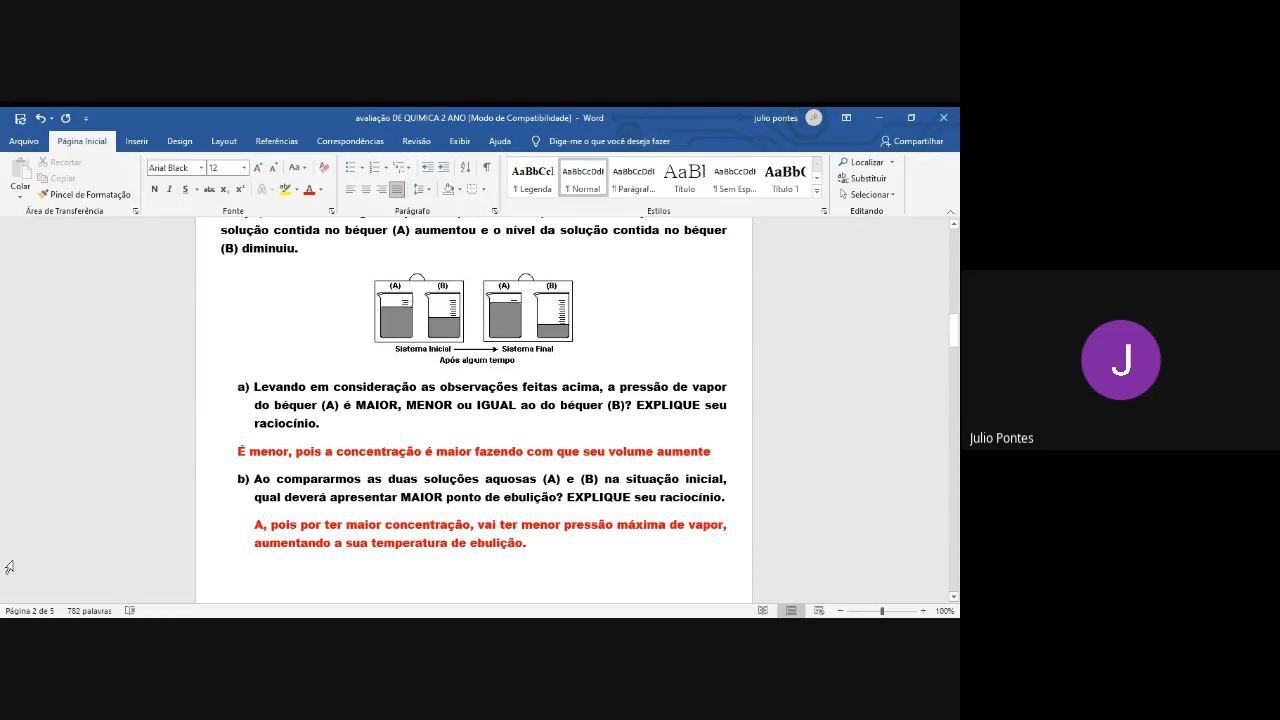 avaliação DE QUIMICA 2 ANO [Modo de Compatibilidade] - Word
julio pontes
JP
Arquivo
Página Inicial
Inserir
Design
Layout
Referências
Correspondências
Revisão
Exibir
Ajuda
Diga-me o que você deseja fazer
Compartilhar
Colar
Recortar
Copiar
Pincel de Formatação
Área de Transferência
Arial Black
12
Fonte
Parágrafo
AaBbCcI
¶ Legenda
AaBbCcDdI
¶ Normal
AaBbCcDdI
¶ Parágraf...
AaBl
Título
AaBbCcDdI
¶ Sem Esp...
AaBb(
Título 1
Estilos
Localizar
Substituir
Selecionar
Editando
solução contida no béquer (A) aumentou e o nível da solução contida no béquer
(B) diminuiu.
(A) (B) (A) (B)
Sistema Inicial Sistema Final
Após algum tempo
a) Levando em consideração as observações feitas acima, a pressão de vapor
do béquer (A) é MAIOR, MENOR ou IGUAL ao do béquer (B)? EXPLIQUE seu
raciocínio.
É menor, pois a concentração é maior fazendo com que seu volume aumente
b) Ao compararmos as duas soluções aquosas (A) e (B) na situação inicial,
qual deverá apresentar MAIOR ponto de ebulição? EXPLIQUE seu raciocínio.
A, pois por ter maior concentração, vai ter menor pressão máxima de vapor,
aumentando a sua temperatura de ebulição.
Página 2 de 5
782 palavras
100%
J
Julio Pontes